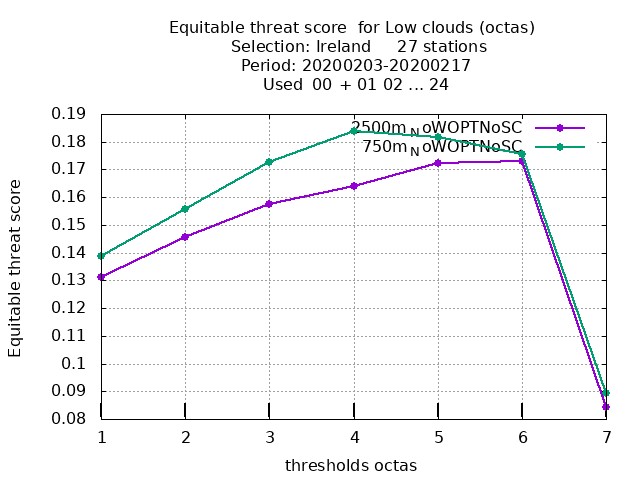 Equitable threat score for Low clouds (octas)
Selection: Ireland 27 stations
Period: 20200203-20200217
Used 00 + 01 02 ... 24
2500m_NoWOPTNoSC
750m_NoWOPTNoSC
Equitable threat score
0.19
0.18
0.17
0.16
0.15
0.14
0.13
0.12
0.11
0.1
0.09
0.08
1 2 3 4 5 6 7
thresholds octas